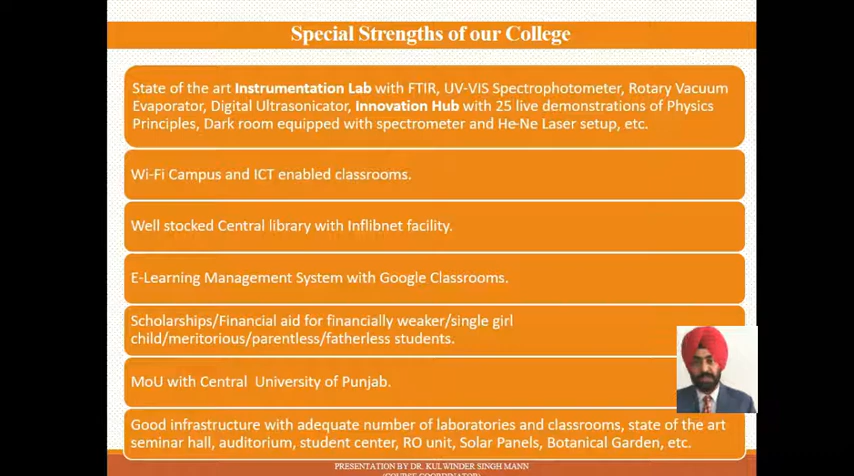 Special Strengths of our College
State of the art Instrumentation Lab with FTIR, UV-VIS Spectrophotometer, Rotary Vacuum
Evaporator, Digital Ultrasonicator, Innovation Hub with 25 live demonstrations of Physics
Principles, Dark room equipped with spectrometer and He-Ne Laser setup, etc.
Wi-Fi Campus and ICT enabled classrooms.
Well stocked Central library with Inflibnet facility.
E-Learning Management System with Google Classrooms.
Scholarships/Financial aid for financially weaker/single girl
child/meritorious/parentless/fatherless students.
MoU with Central University of Punjab.
Good infrastructure with adequate number of laboratories and classrooms, state of the art
seminar hall, auditorium, student center, RO unit, Solar Panels, Botanical Garden, etc.
PRESENTATION BY DR. KULWINDER SINGH MANN
(COURSE COORDINATOR)